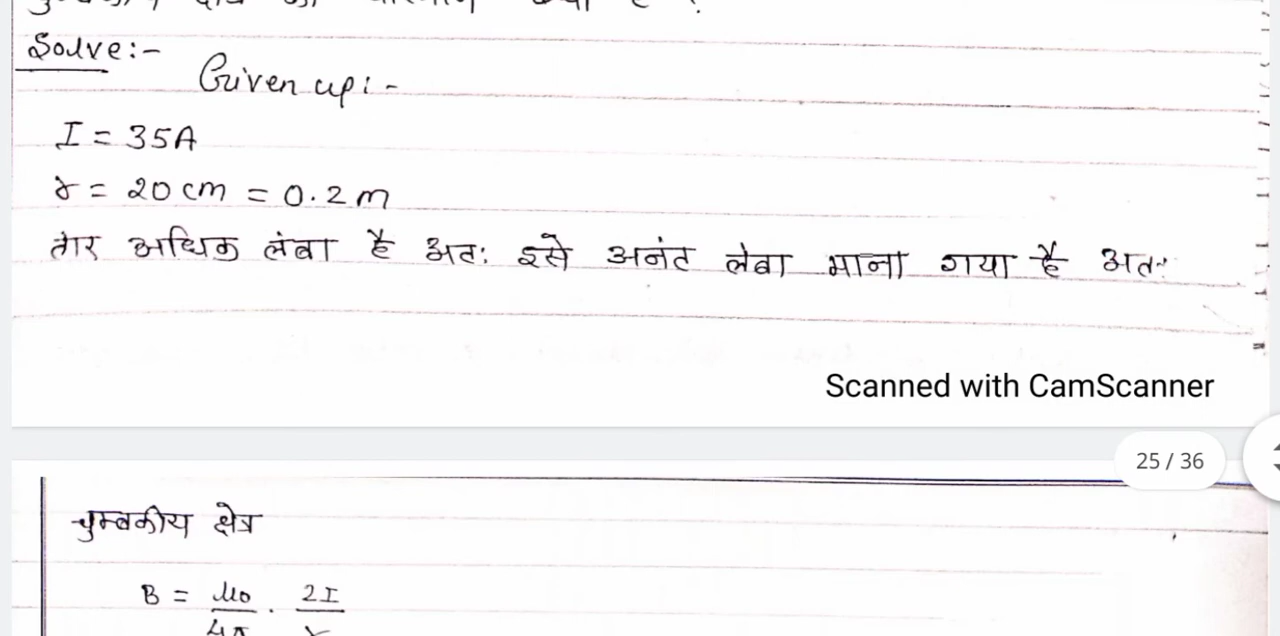 Solve:-
Given up:-
I = 35A
r = 20 cm = 0.2 m
तार अधिक लंबा है अतः इसे अनंत लंबा माना गया है अतः
Scanned with CamScanner
25 / 36
चुम्बकीय क्षेत्र
B = μ0/4π . 2I/r